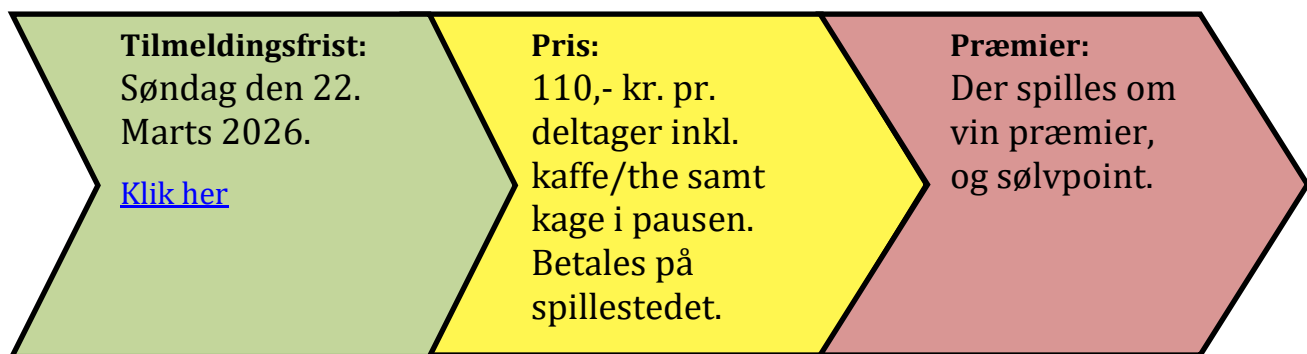 Tilmeldingsfrist:
Søndag den 22.
Marts 2026.
Klik her
Pris:
110,- kr. pr.
deltager inkl.
kaffe/the samt
kage i pausen.
Betales på
spillestedet.
Præmier:
Der spilles om
vin præmier,
og sølvpoint.